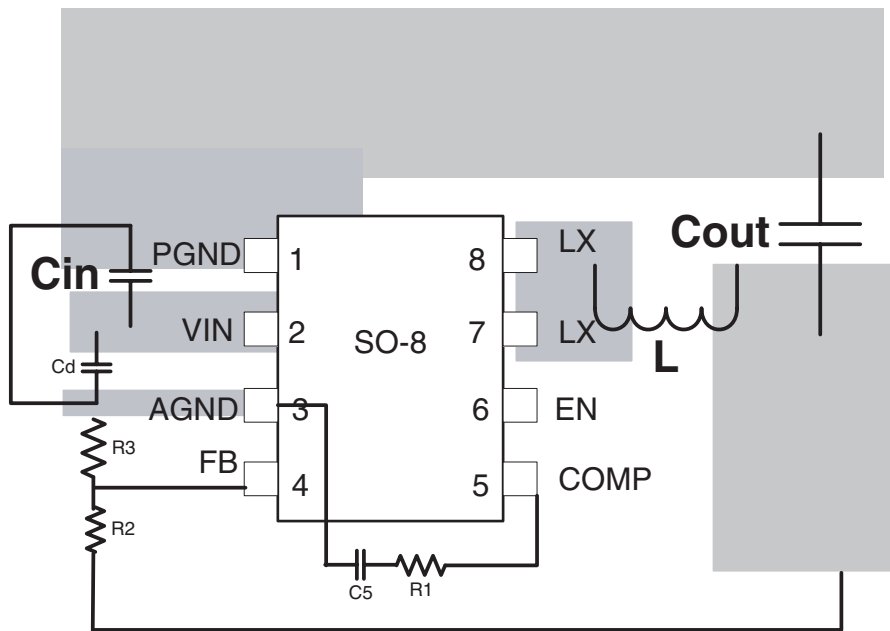 PGND 1 8 LX
Cin
Cout
VIN 2 SO-8 7 LX
L
Cd
AGND 3 6 EN
R3
FB 4 5 COMP
R2
C5 R1